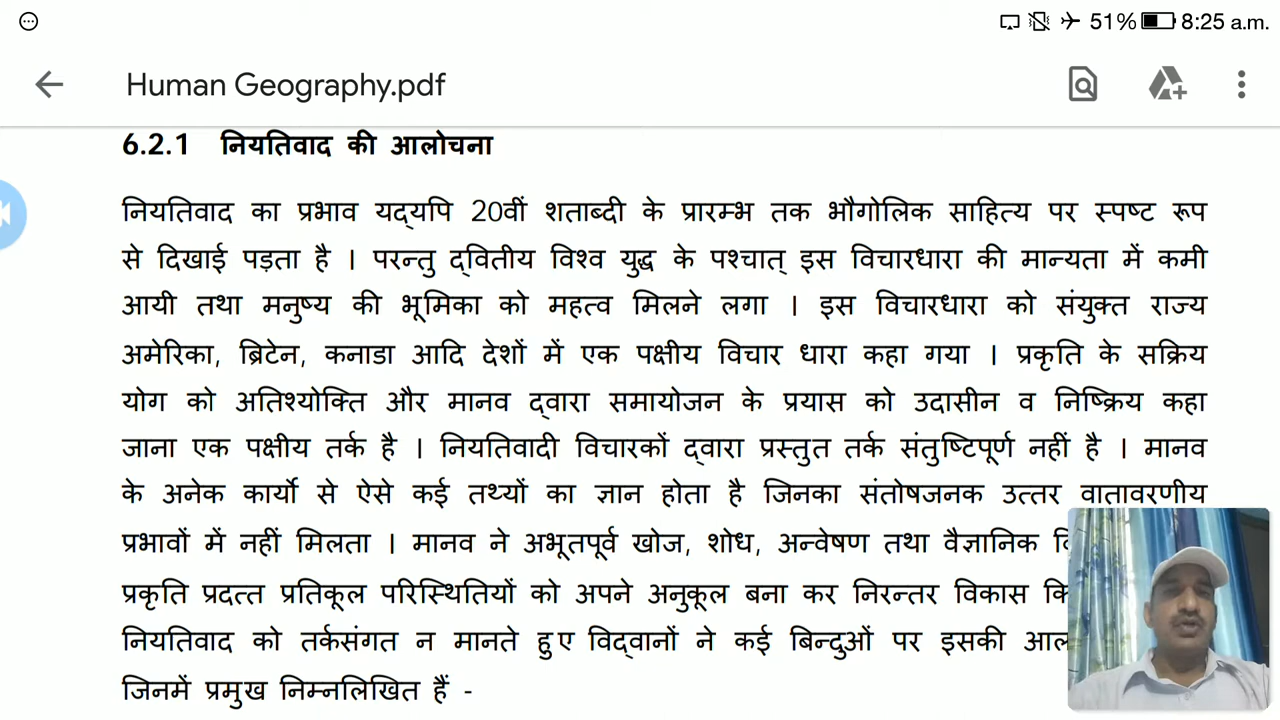 51% 8:25 a.m.
Human Geography.pdf
6.2.1 नियतिवाद की आलोचना
नियतिवाद का प्रभाव यद्यपि 20वीं शताब्दी के प्रारम्भ तक भौगोलिक साहित्य पर स्पष्ट रूप
से दिखाई पड़ता है । परन्तु द्वितीय विश्व युद्ध के पश्चात् इस विचारधारा की मान्यता में कमी
आयी तथा मनुष्य की भूमिका को महत्व मिलने लगा । इस विचारधारा को संयुक्त राज्य
अमेरिका, ब्रिटेन, कनाडा आदि देशों में एक पक्षीय विचार धारा कहा गया । प्रकृति के सक्रिय
योग को अतिश्योक्ति और मानव द्वारा समायोजन के प्रयास को उदासीन व निष्क्रिय कहा
जाना एक पक्षीय तर्क है । नियतिवादी विचारकों द्वारा प्रस्तुत तर्क संतुष्टिपूर्ण नहीं है । मानव
के अनेक कार्यो से ऐसे कई तथ्यों का ज्ञान होता है जिनका संतोषजनक उत्तर वातावरणीय
प्रभावों में नहीं मिलता । मानव ने अभूतपूर्व खोज, शोध, अन्वेषण तथा वैज्ञानिक
प्रकृति प्रदत्त प्रतिकूल परिस्थितियों को अपने अनुकूल बना कर निरन्तर विकास
नियतिवाद को तर्कसंगत न मानते हुए विद्वानों ने कई बिन्दुओं पर इसकी
जिनमें प्रमुख निम्नलिखित हैं -